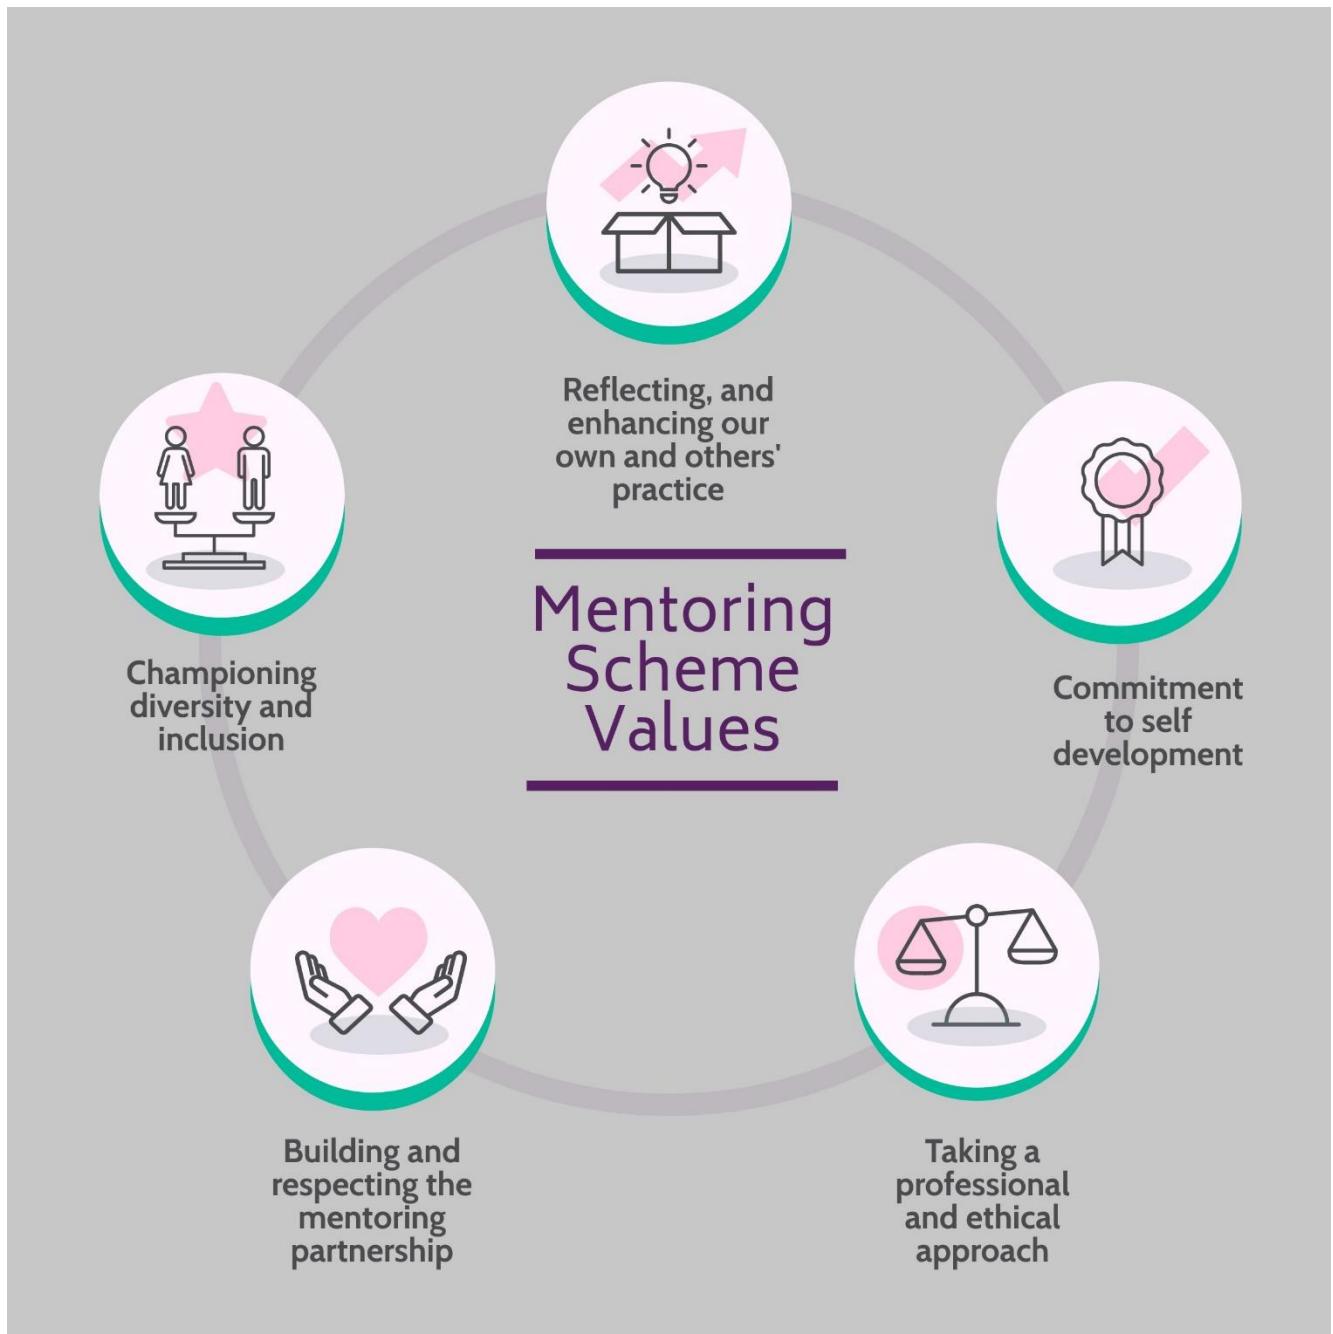 Reflecting, and
enhancing our
own and others'
practice
Mentoring
Scheme
Values
Championing
diversity and
inclusion
Commitment
to self
development
Building and
respecting the
mentoring
partnership
Taking a
professional
and ethical
approach